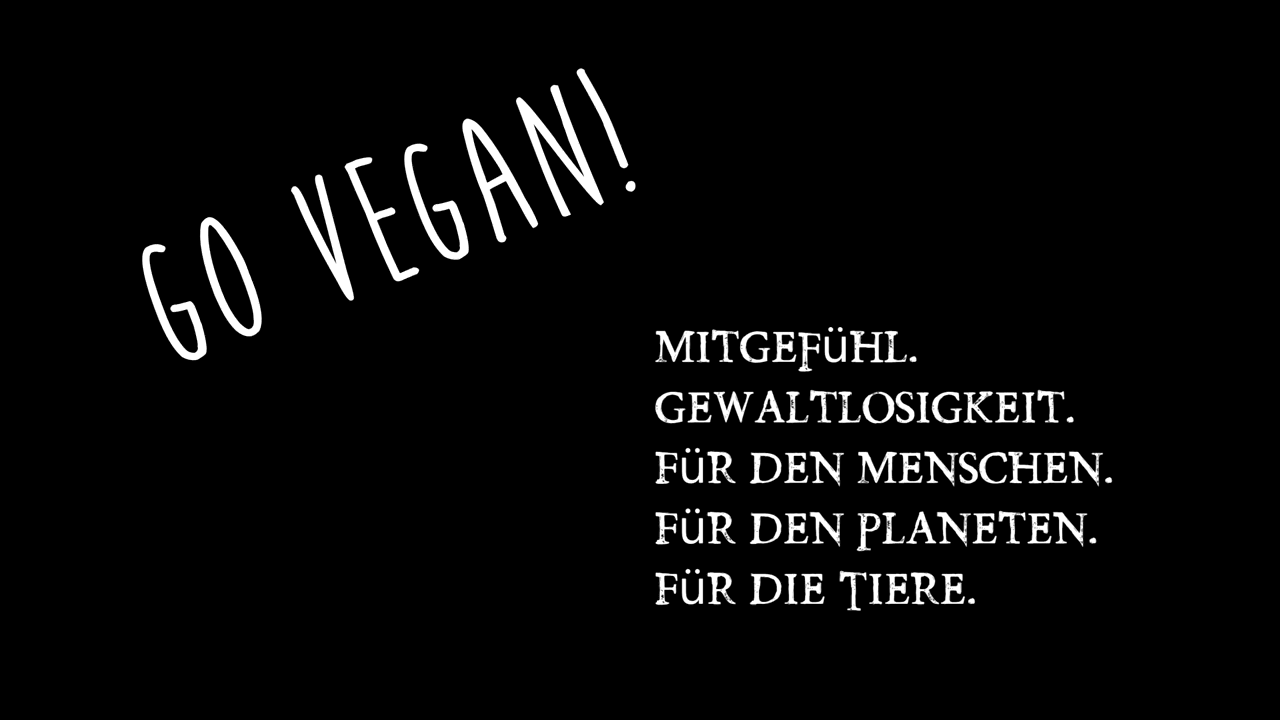 GO VEGAN!
MITGEFÜHL.
GEWALTLOSIGKEIT.
FÜR DEN MENSCHEN.
FÜR DEN PLANETEN.
FÜR DIE TIERE.